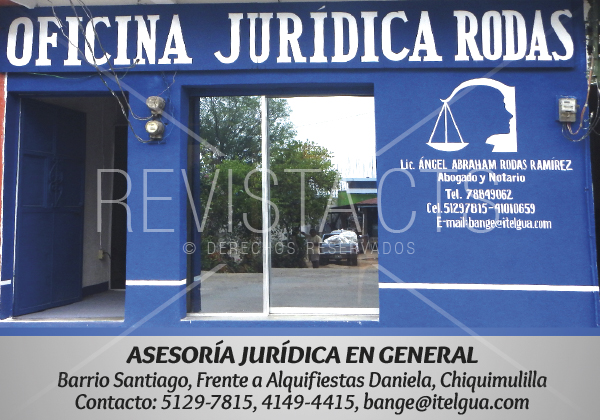 OFICINA JURÍDICA RODAS
Lic. ÁNGEL ABRAHAM RODAS RAMÍREZ
Abogado y Notario
Tel. 78849062
Cel. 51297815-41010659
E-mail-bange@itelgua.com
REVISTAC
© DERECHOS RESERVADOS
ASESORÍA JURÍDICA EN GENERAL
Barrio Santiago, Frente a Alquifiestas Daniela, Chiquimulilla
Contacto: 5129-7815, 4149-4415, bange@itelgua.com